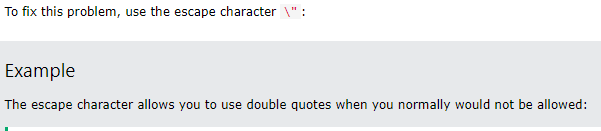 To fix this problem, use the escape character \" :
Example
The escape character allows you to use double quotes when you normally would not be allowed: